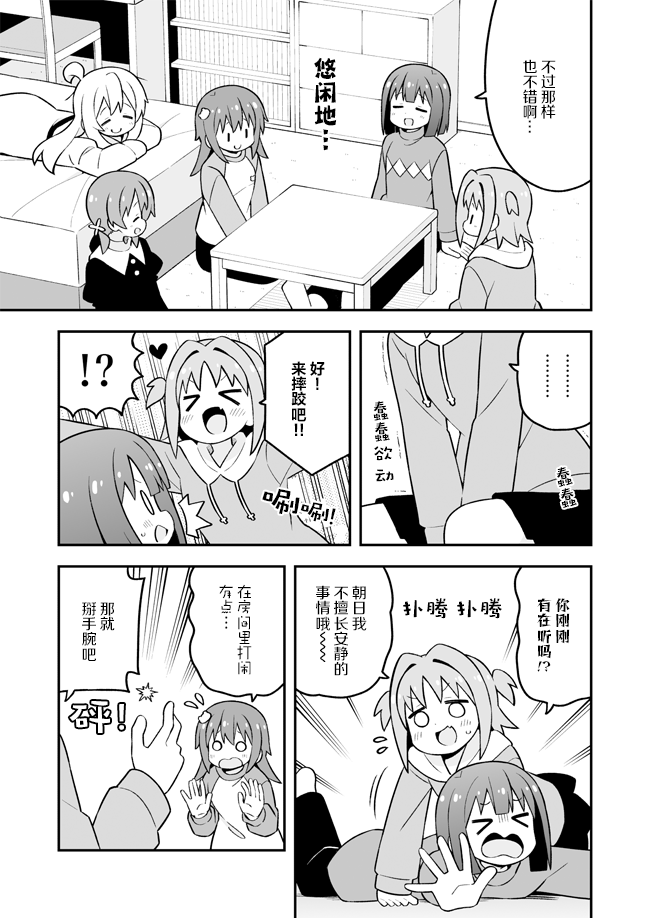 不过那样
也不错啊…
悠闲地…
…………
蠢蠢
蠢蠢
欲
动
好！
来摔跤吧!!
!?
唰唰!
你刚刚
有在听吗!?
扑腾 扑腾
朝日我
不擅长安静的
事情哦~~~
在房间里打闹
有点…
那就
掰手腕吧
砰!